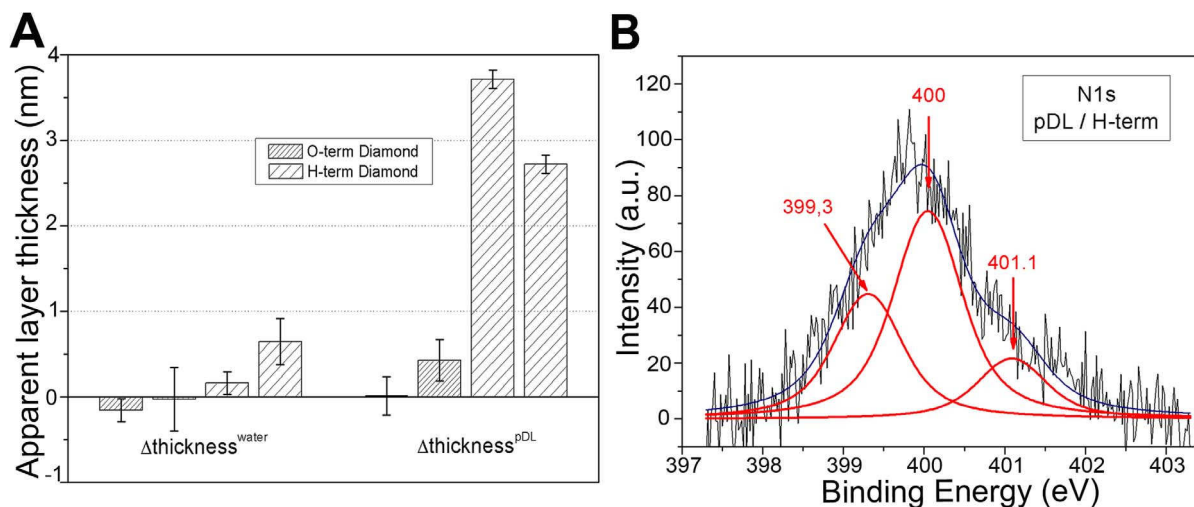 A
Apparent layer thickness (nm)
4
3
2
1
0
-1
O-term Diamond
H-term Diamond
Δthickness^water
Δthickness^pDL
B
Intensity (a.u.)
120
100
80
60
40
20
0
400
399,3
401.1
N1s
pDL / H-term
397 398 399 400 401 402 403
Binding Energy (eV)